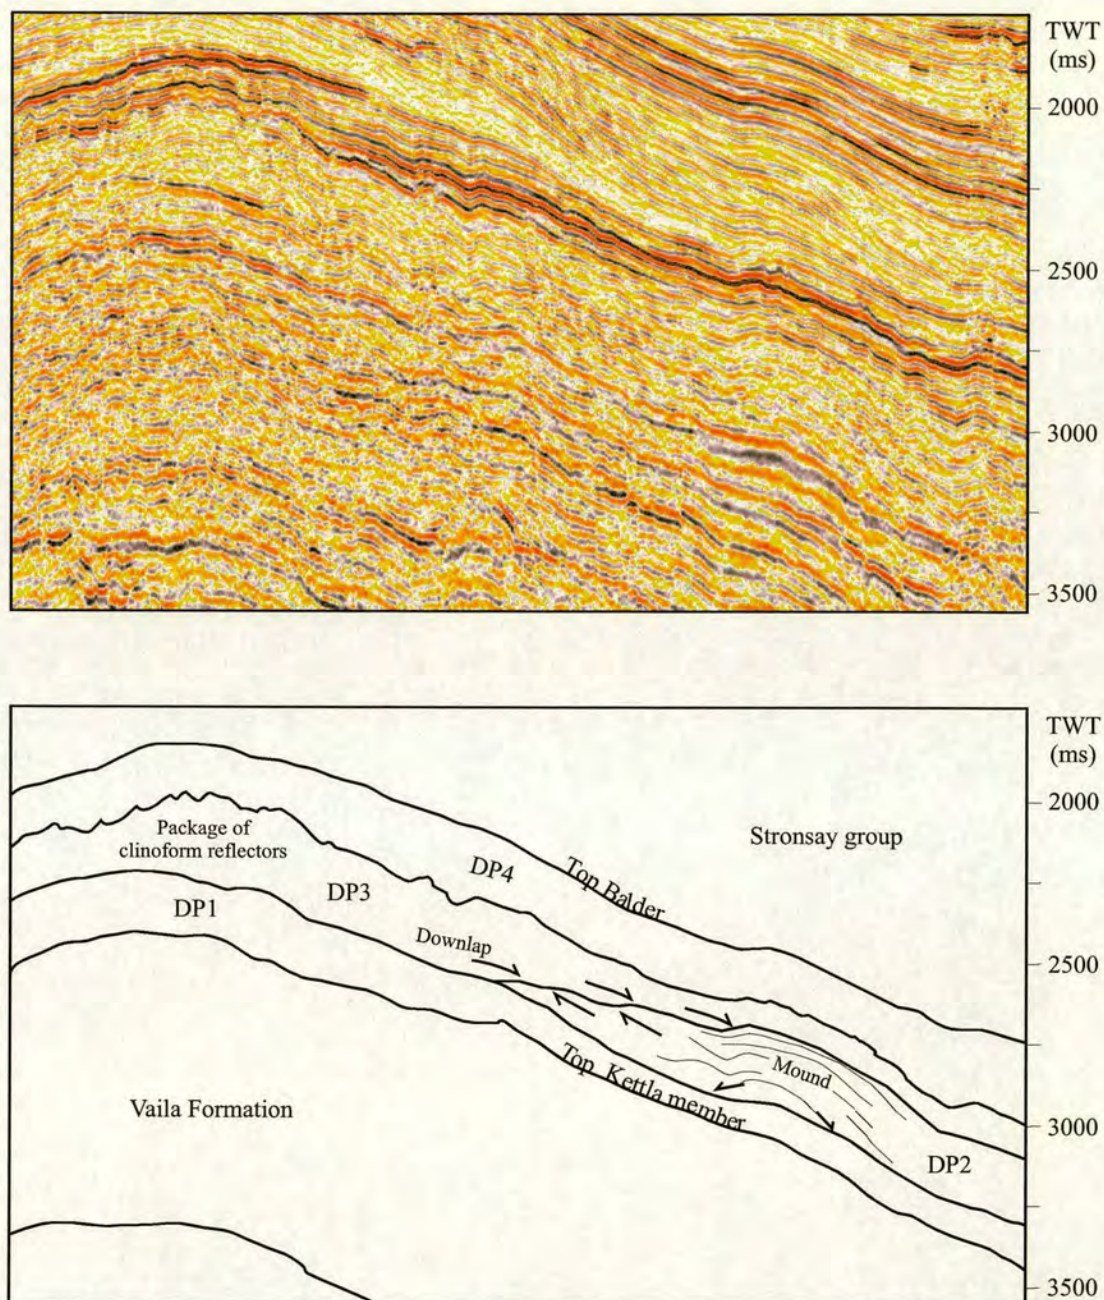 TWT
(ms)
2000
2500
3000
3500
TWT
(ms)
2000
Stronsay group
Package of
clinoform reflectors
DP4
Top Balder
DP3
DP1
Downlap
2500
Mound
Top Kettla member
Vaila Formation
3000
DP2
3500